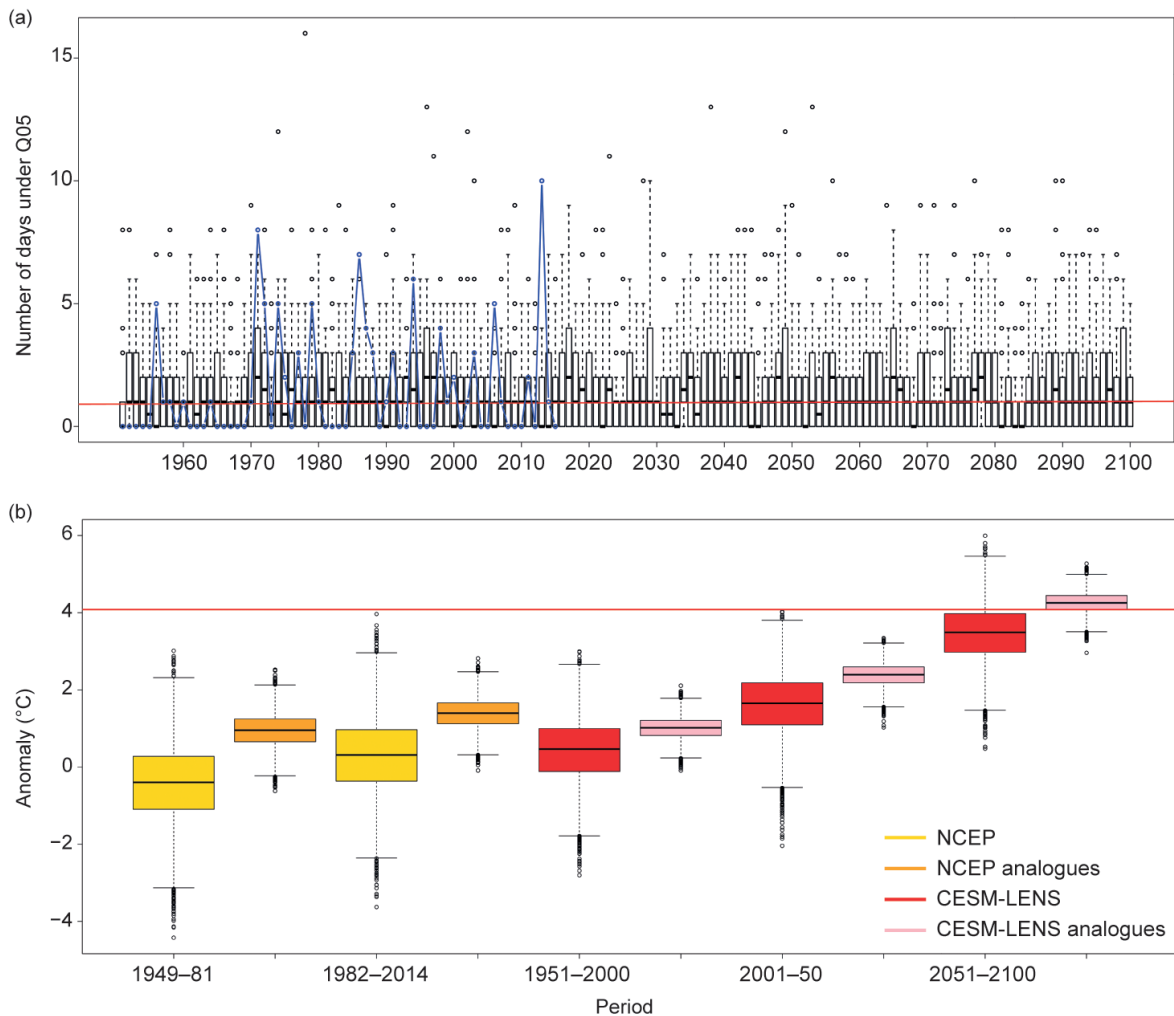 (a)
Number of days under Q05
15
10
5
0
1960 1970 1980 1990 2000 2010 2020 2030 2040 2050 2060 2070 2080 2090 2100
(b)
Anomaly (°C)
6
4
2
0
−2
−4
NCEP
NCEP analogues
CESM-LENS
CESM-LENS analogues
1949–81 1982–2014 1951–2000 2001–50 2051–2100
Period